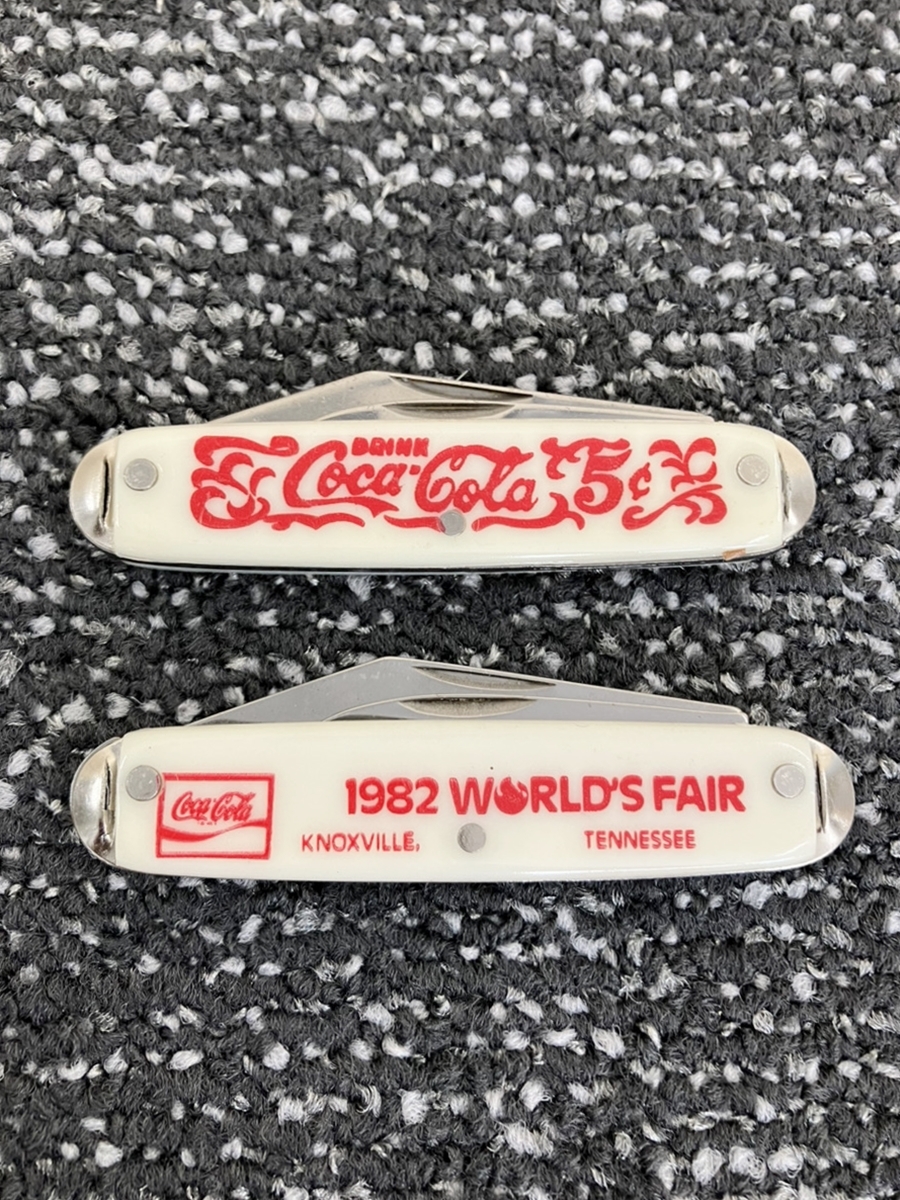 DRINK
Coca-Cola 5¢
Coca-Cola
1982 WORLD'S FAIR
KNOXVILLE, TENNESSEE